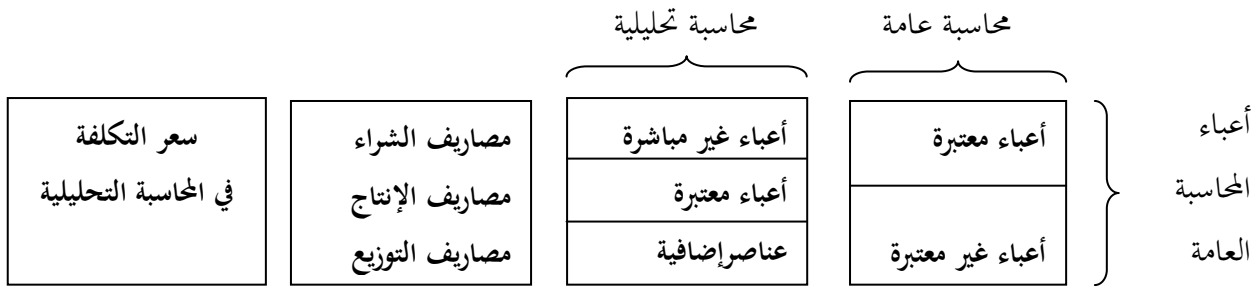 محاسبة عامة
محاسبة تحليلية
أعباء
المحاسبة
العامة
أعباء معتبرة
أعباء غير معتبرة
أعباء غير مباشرة
أعباء معتبرة
عناصرإضافية
مصاريف الشراء
مصاريف الإنتاج
مصاريف التوزيع
سعر التكلفة
في المحاسبة التحليلية